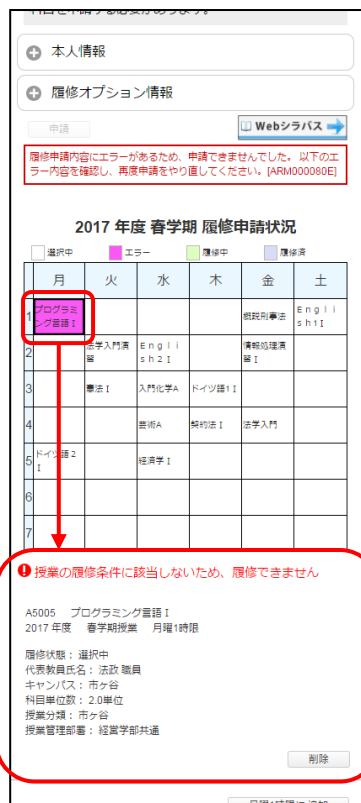 本人情報
履修オプション情報
申請
Webシラバス
履修申請内容にエラーがあるため、申請できませんでした。 以下のエ
ラー内容を確認し、再度申請をやり直してください。[ARM000080E]
2017 年度 春学期 履修申請状況
選択中 エラー 履修中 履修済
月 火 水 木 金 土
1 プログラミング言語Ⅰ 概説刑事法 English1Ⅰ
2 法学入門演習 English2Ⅰ 情報処理演習Ⅰ
3 憲法Ⅰ 入門化学A ドイツ語1Ⅰ
4 芸術A 契約法Ⅰ 法学入門
5 ドイツ語2Ⅰ 経済学Ⅰ
6
7
授業の履修条件に該当しないため、履修できません
A5005 プログラミング言語Ⅰ
2017 年度 春学期授業 月曜1時限
履修状態： 選択中
代表教員氏名： 法政 職員
キャンパス： 市ヶ谷
科目単位数： 2.0単位
授業分類： 市ヶ谷
授業管理部署： 経営学部共通
削除